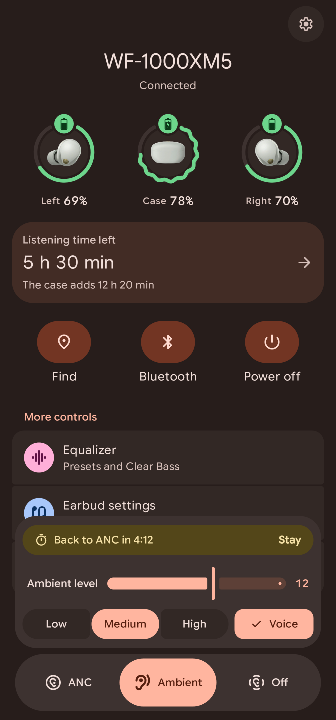 WF-1000XM5
Connected
Left 69%
Case 78%
Right 70%
Listening time left
5 h 30 min
The case adds 12 h 20 min
Find
Bluetooth
Power off
More controls
Equalizer
Presets and Clear Bass
Earbud settings
Back to ANC in 4:12
Stay
Ambient level
12
Low
Medium
High
Voice
ANC
Ambient
Off